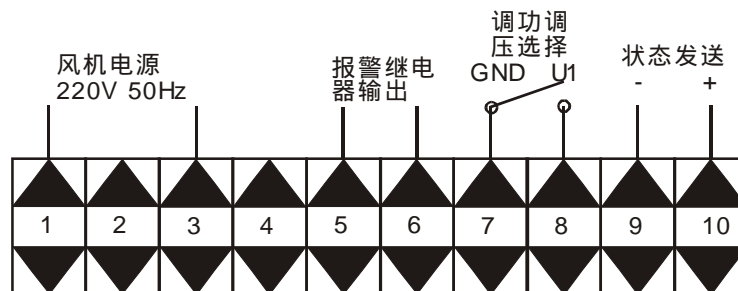 风机电源
220V 50Hz
报警继电
器输出
调功调
压选择
GND U1
状态发送
- +
1 2 3 4 5 6 7 8 9 10